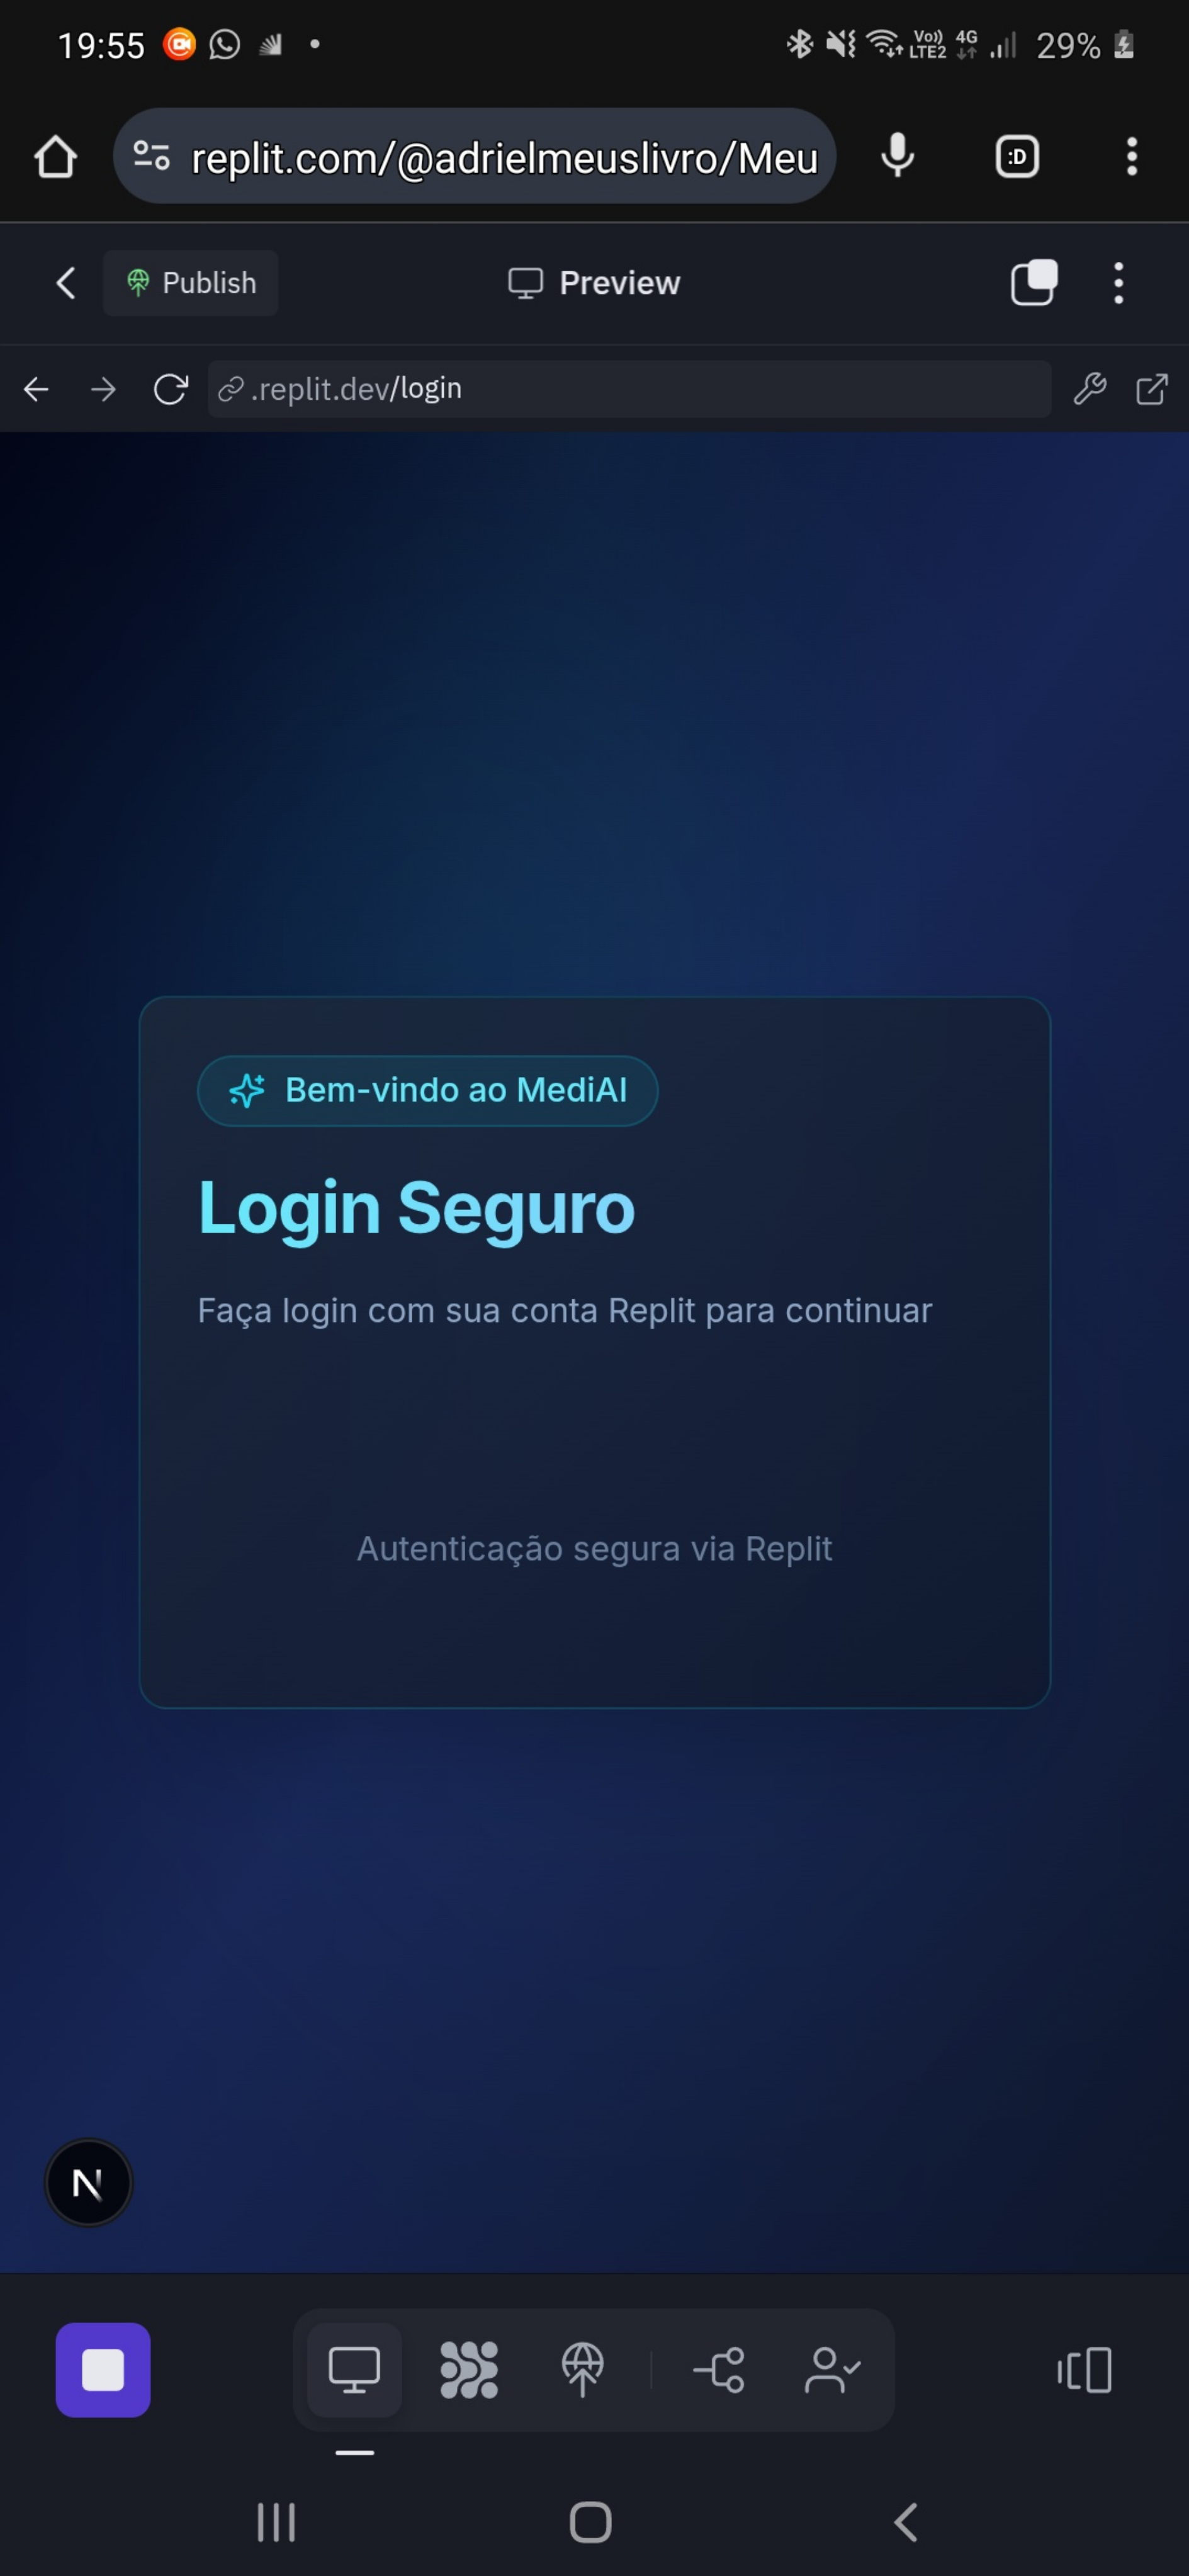 19:55
Vo))
LTE2
4G
29%
replit.com/@adrielmeuslivro/Meu
:D
Publish
Preview
.replit.dev/login
Bem-vindo ao MediAI
Login Seguro
Faça login com sua conta Replit para continuar
Autenticação segura via Replit
N